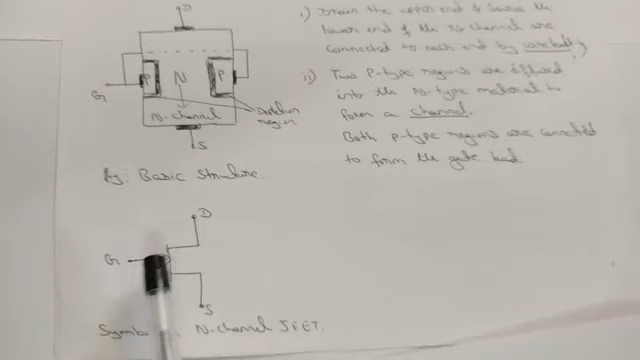 D
P N P
G
N-channel
Depletion region
S
Fig: Basic Structure
i.) Drain the upper end & Source the
lower end of the N-channel are
connected to each end by
ii.) Two P-type regions are diffused
into the N-type material to
form a channel.
Both P-type regions are connected
to form the gate lead.
D
G
S
N-channel JFET.